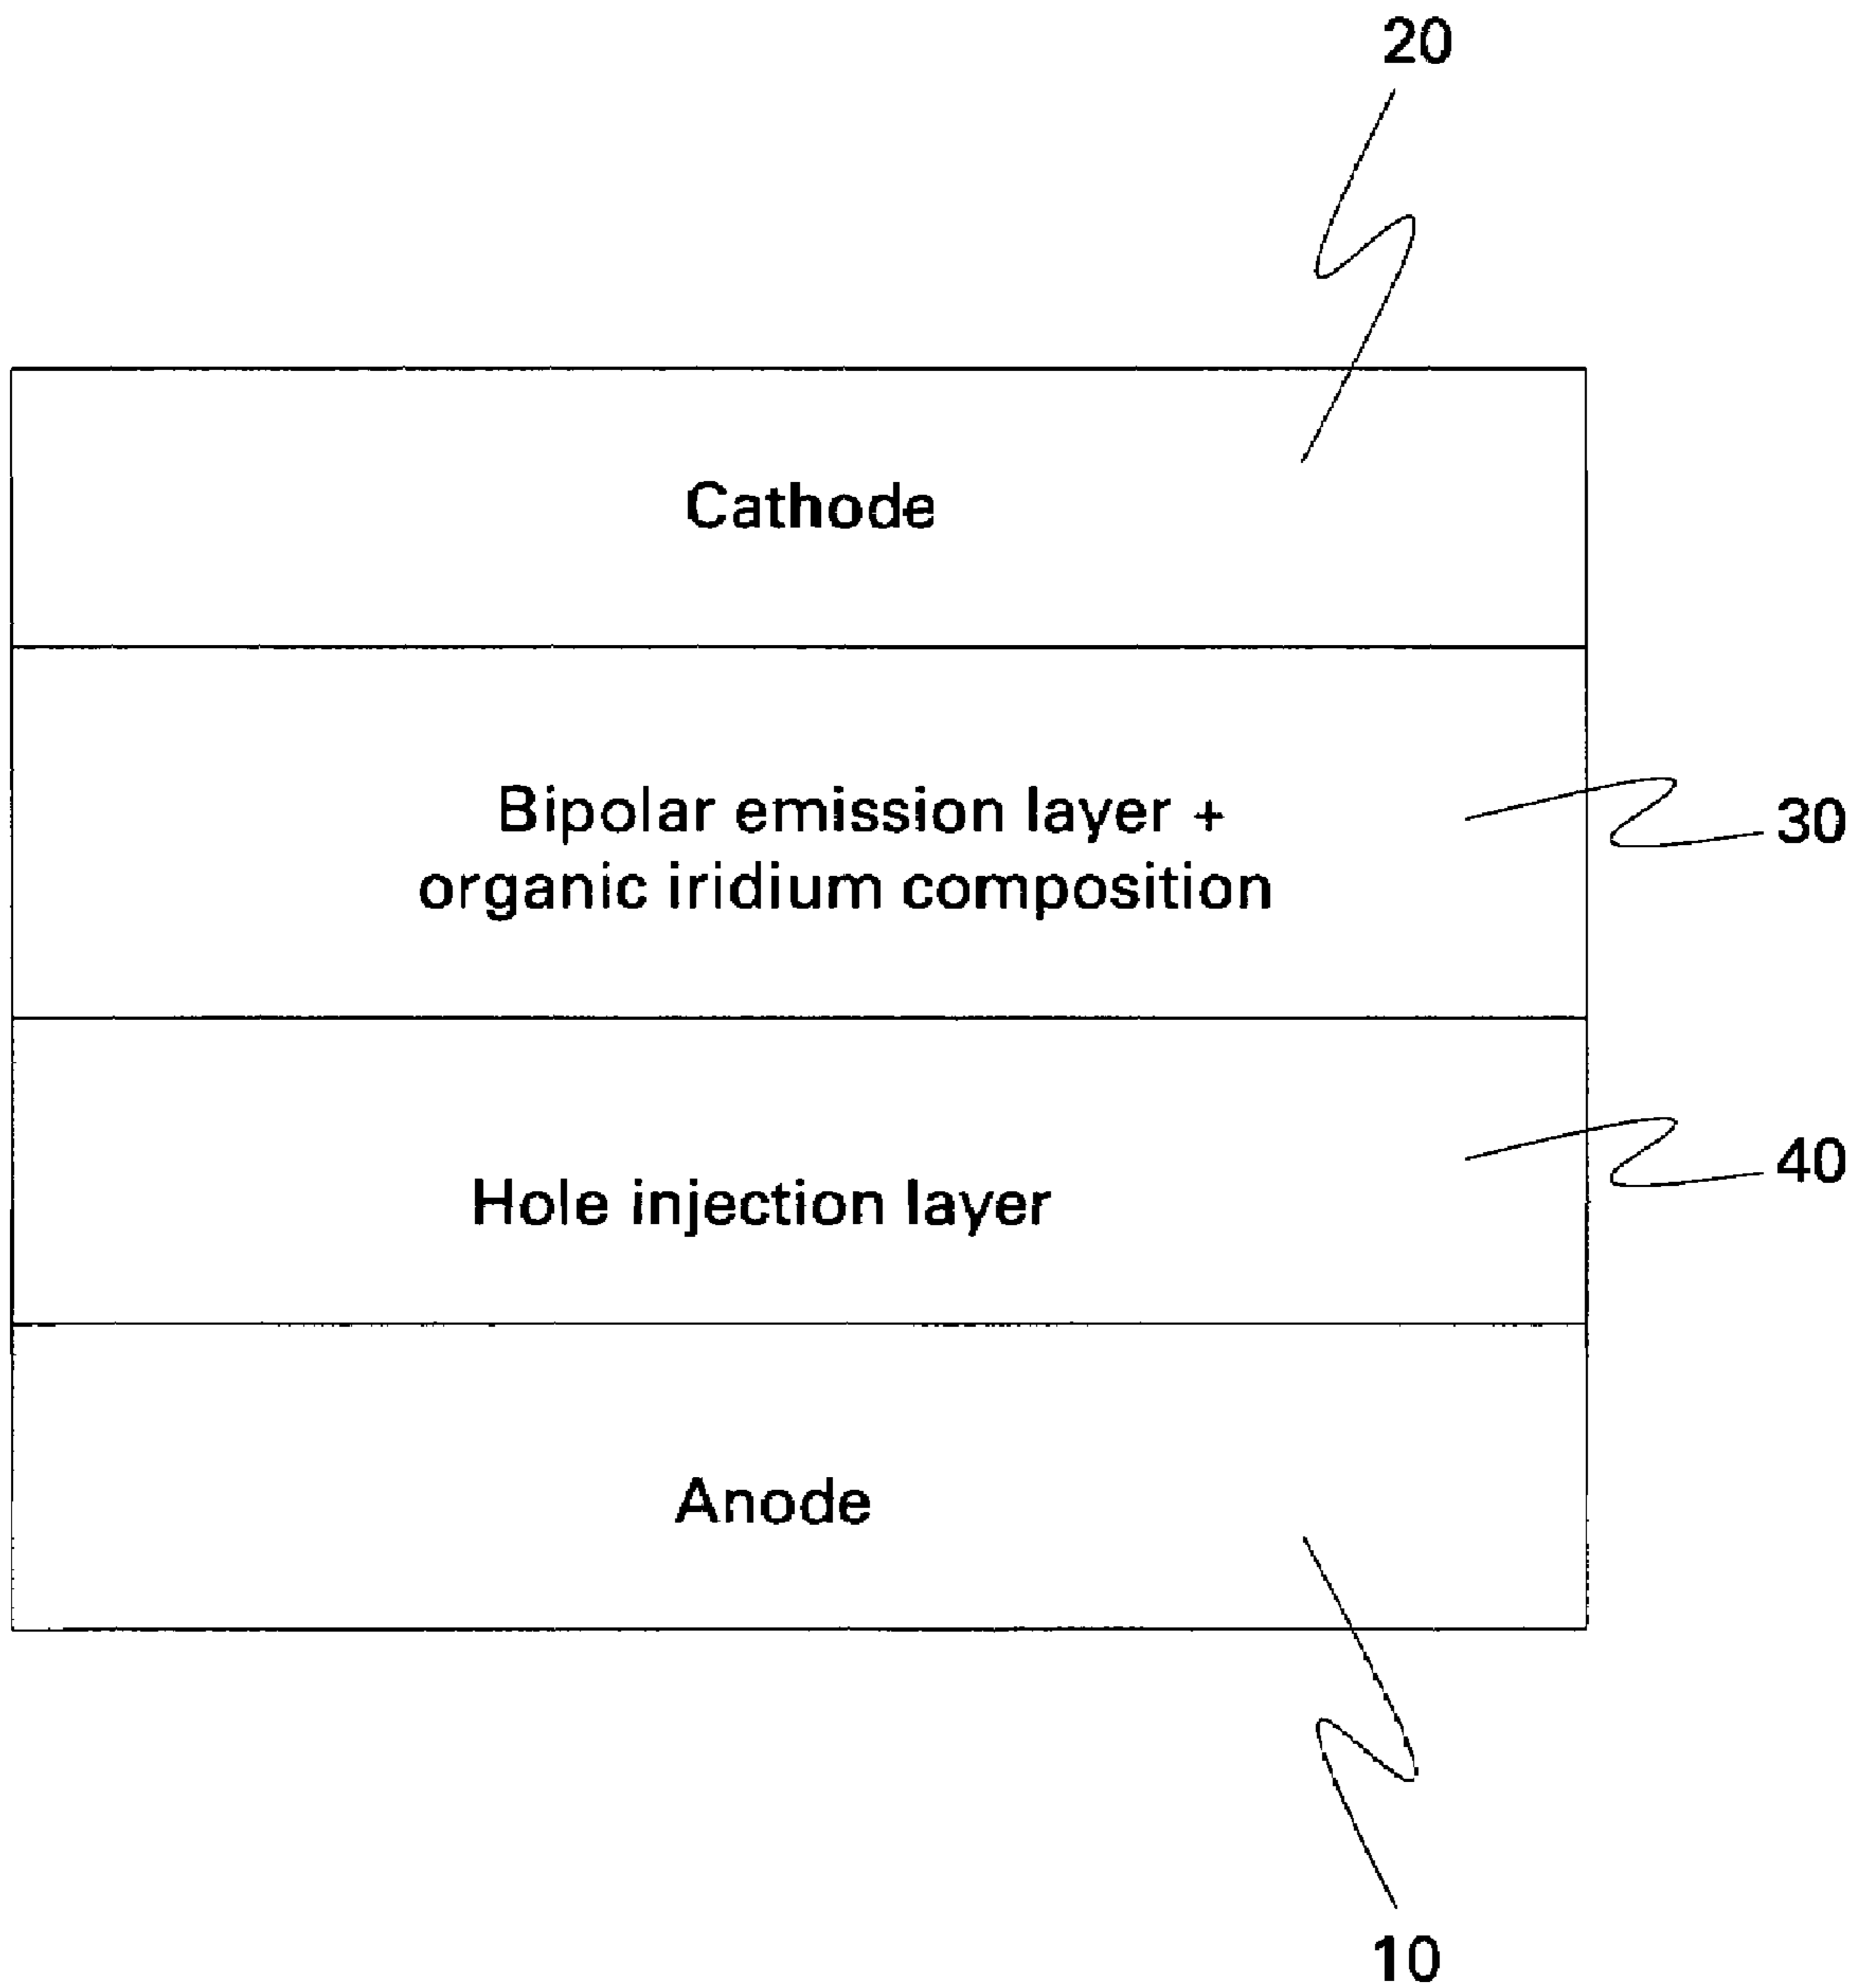 20
Cathode
Bipolar emission layer +
organic iridium composition
30
Hole injection layer
40
Anode
10